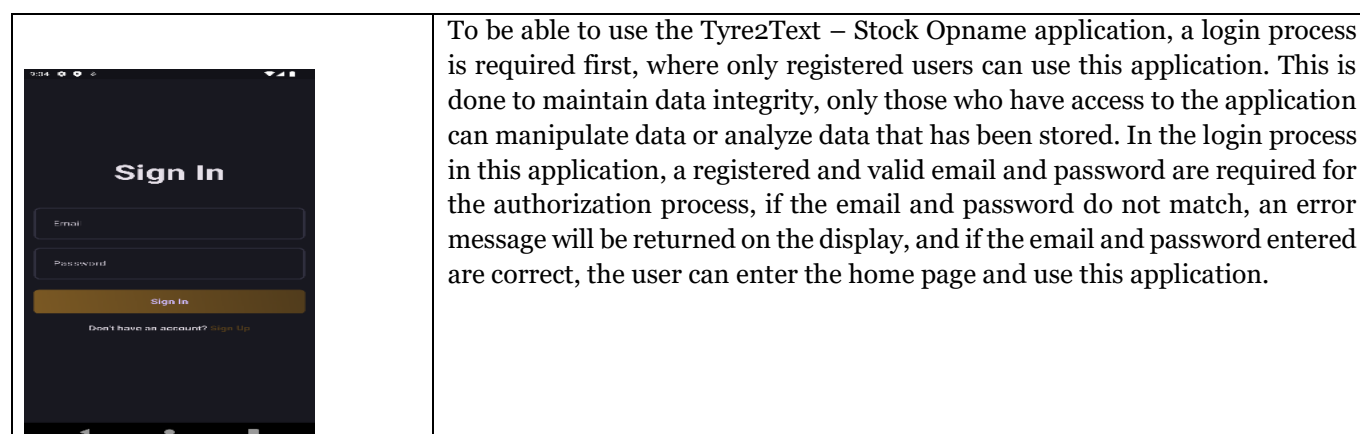 9:04
Sign In
Email
Password
Sign In
Don't have an account? Sign Up
To be able to use the Tyre2Text – Stock Opname application, a login process
is required first, where only registered users can use this application. This is
done to maintain data integrity, only those who have access to the application
can manipulate data or analyze data that has been stored. In the login process
in this application, a registered and valid email and password are required for
the authorization process, if the email and password do not match, an error
message will be returned on the display, and if the email and password entered
are correct, the user can enter the home page and use this application.